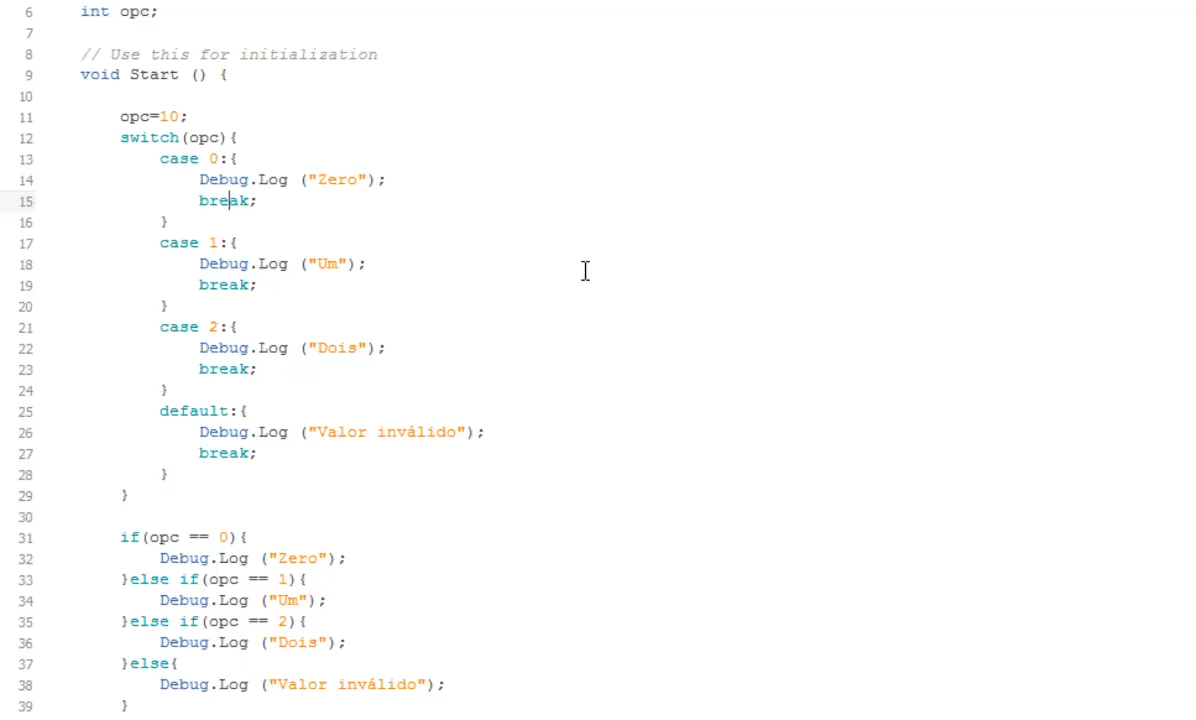 6 int opc;
7
8 // Use this for initialization
9 void Start () {
10
11 opc=10;
12 switch(opc){
13 case 0:{
14 Debug.Log ("Zero");
15 break;
16 }
17 case 1:{
18 Debug.Log ("Um");
19 break;
20 }
21 case 2:{
22 Debug.Log ("Dois");
23 break;
24 }
25 default:{
26 Debug.Log ("Valor inválido");
27 break;
28 }
29 }
30
31 if(opc == 0){
32 Debug.Log ("Zero");
33 }else if(opc == 1){
34 Debug.Log ("Um");
35 }else if(opc == 2){
36 Debug.Log ("Dois");
37 }else{
38 Debug.Log ("Valor inválido");
39 }